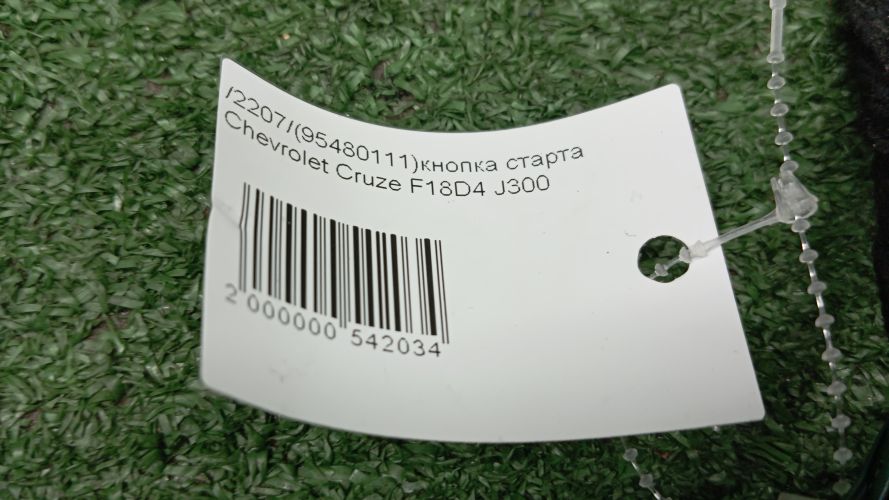 /2207/(95480111)кнопка старта
Chevrolet Cruze F18D4 J300
2 000000 542034